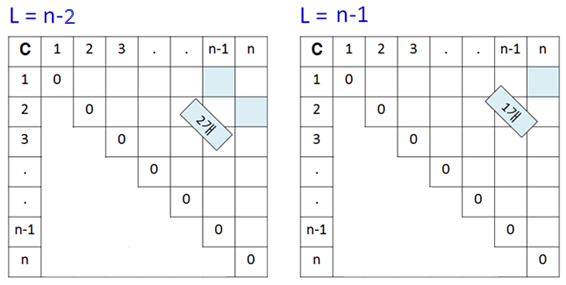 L = n-2
C 1 2 3 . . n-1 n
1 0
2 0
2개
3 0
. 0
. 0
n-1 0
n 0
L = n-1
C 1 2 3 . . n-1 n
1 0
2 0
1개
3 0
. 0
. 0
n-1 0
n 0